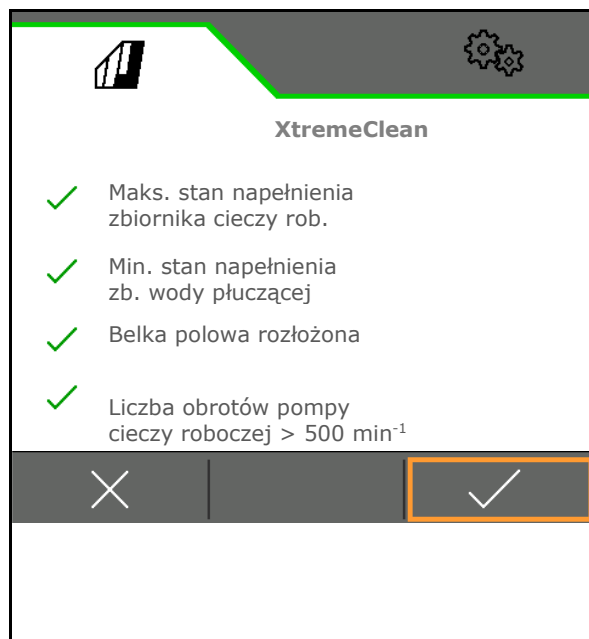 XtremeClean
Maks. stan napełnienia
zbiornika cieczy rob.
Min. stan napełnienia
zb. wody płuczącej
Belka polowa rozłożona
Liczba obrotów pompy
cieczy roboczej > 500 min⁻¹